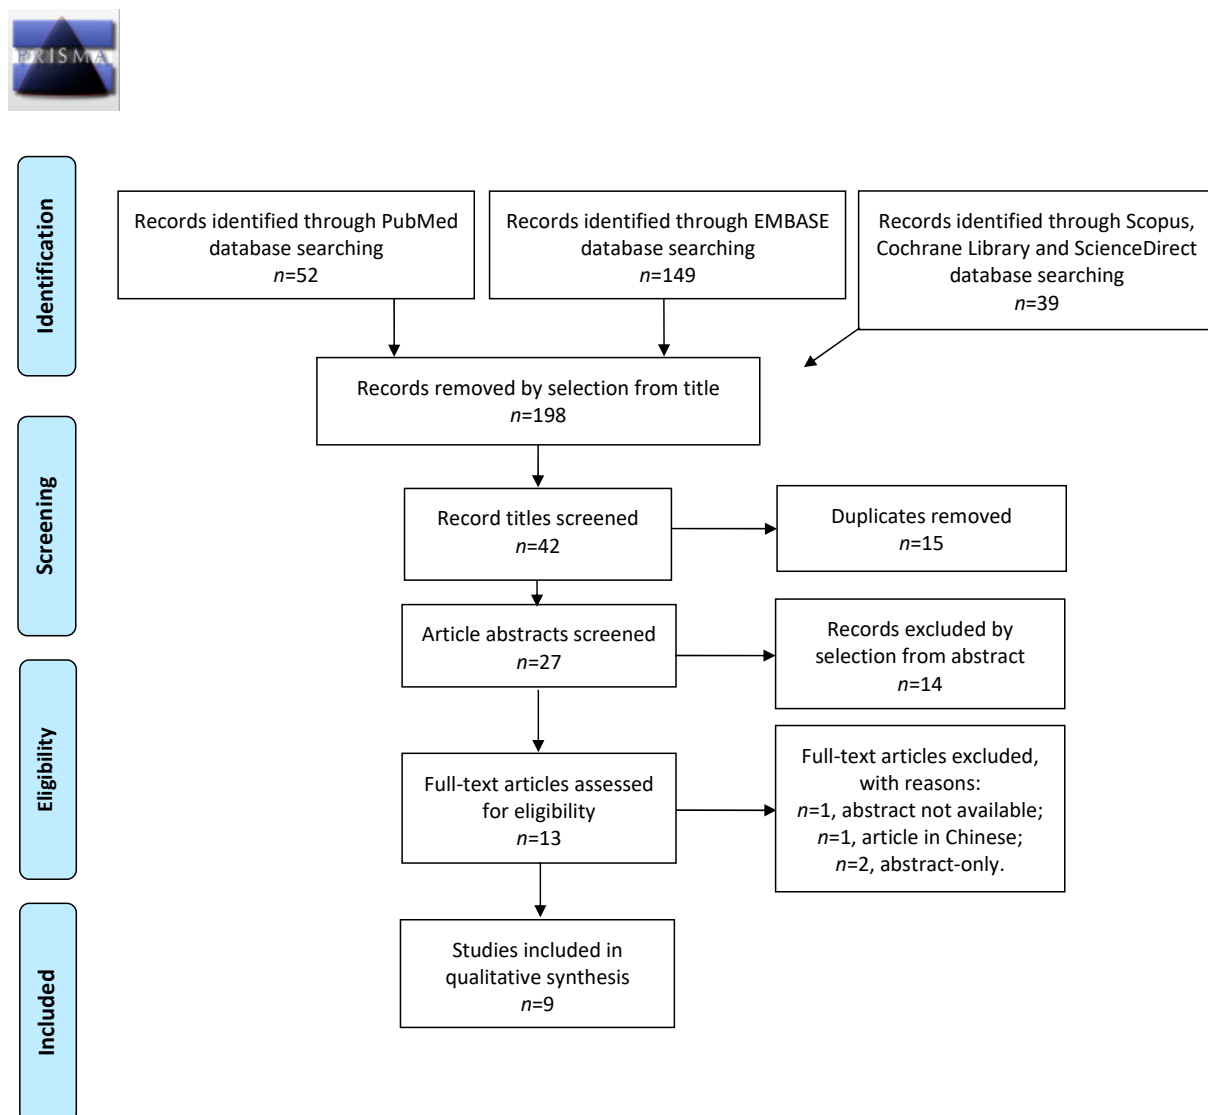 PRISMA
Identification
Records identified through PubMed
database searching
n=52
Records identified through EMBASE
database searching
n=149
Records identified through Scopus,
Cochrane Library and ScienceDirect
database searching
n=39
Records removed by selection from title
n=198
Screening
Record titles screened
n=42
Duplicates removed
n=15
Article abstracts screened
n=27
Records excluded by
selection from abstract
n=14
Eligibility
Full-text articles assessed
for eligibility
n=13
Full-text articles excluded,
with reasons:
n=1, abstract not available;
n=1, article in Chinese;
n=2, abstract-only.
Included
Studies included in
qualitative synthesis
n=9